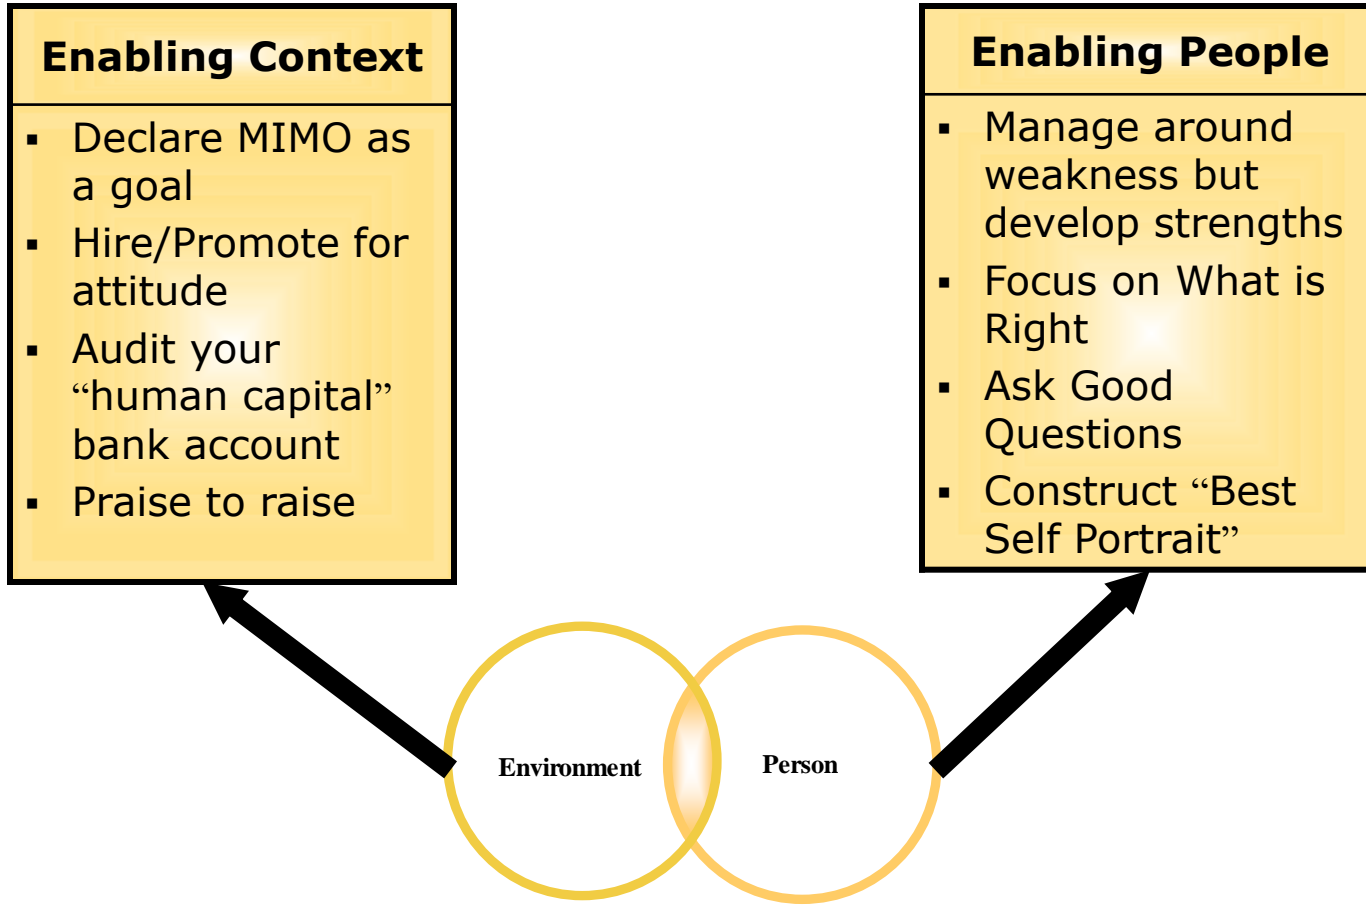 Enabling Context
▪ Declare MIMO as
a goal
▪ Hire/Promote for
attitude
▪ Audit your
“human capital”
bank account
▪ Praise to raise
Enabling People
▪ Manage around
weakness but
develop strengths
▪ Focus on What is
Right
▪ Ask Good
Questions
▪ Construct “Best
Self Portrait”
Environment
Person